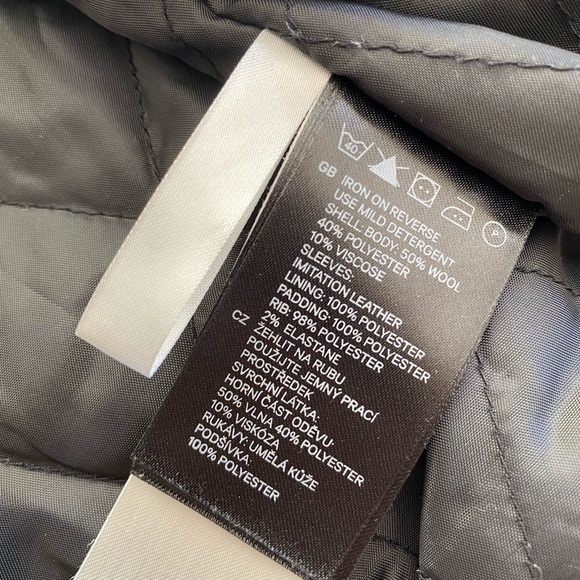 40
P
GB IRON ON REVERSE
USE MILD DETERGENT
SHELL: BODY: 50% WOOL
40% POLYESTER
10% VISCOSE
SLEEVES:
IMITATION LEATHER
LINING: 100% POLYESTER
PADDING: 100% POLYESTER
RIB: 98% POLYESTER
2% ELASTANE
CZ ŽEHLIT NA RUBU
POUŽIJTE JEMNÝ PRACÍ
PROSTŘEDEK
SVRCHNÍ LÁTKA:
HORNÍ ČÁST ODĚVU:
50% VLNA 40% POLYESTER
10% VISKÓZA
RUKÁVY: UMĚLÁ KŮŽE
PODŠÍVKA:
100% POLYESTER